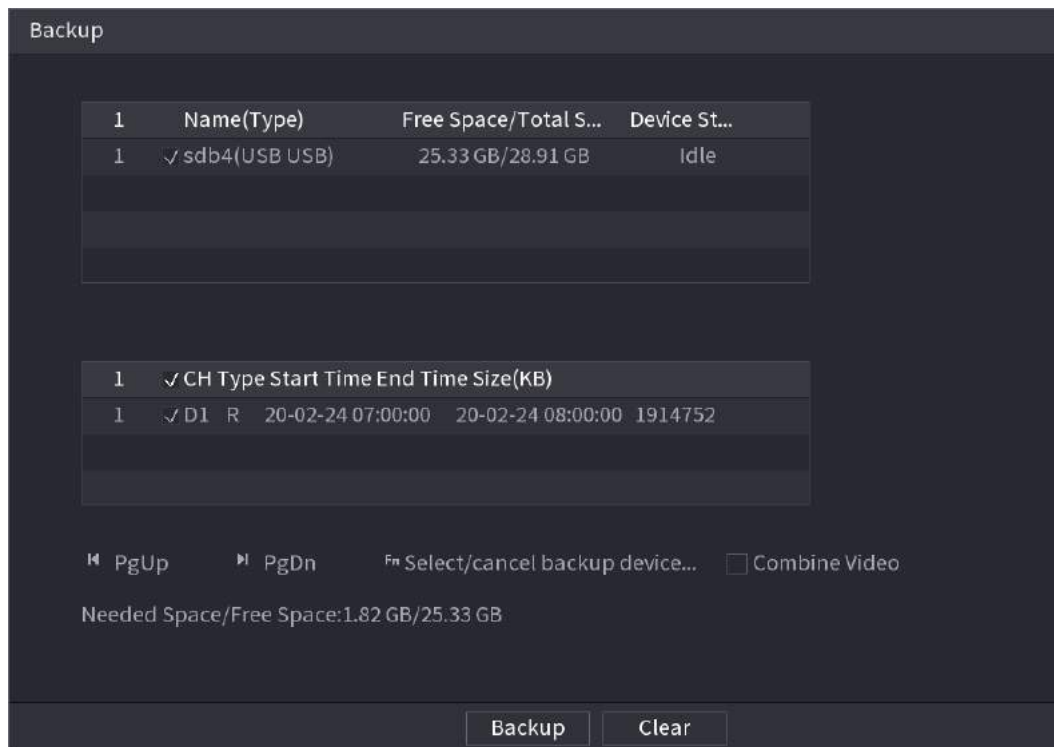 Backup
1 Name(Type) Free Space/Total S... Device St...
1 sdb4(USB USB) 25.33 GB/28.91 GB Idle
1 CH Type Start Time End Time Size(KB)
1 D1 R 20-02-24 07:00:00 20-02-24 08:00:00 1914752
PgUp PgDn Fn Select/cancel backup device... Combine Video
Needed Space/Free Space:1.82 GB/25.33 GB
Backup Clear